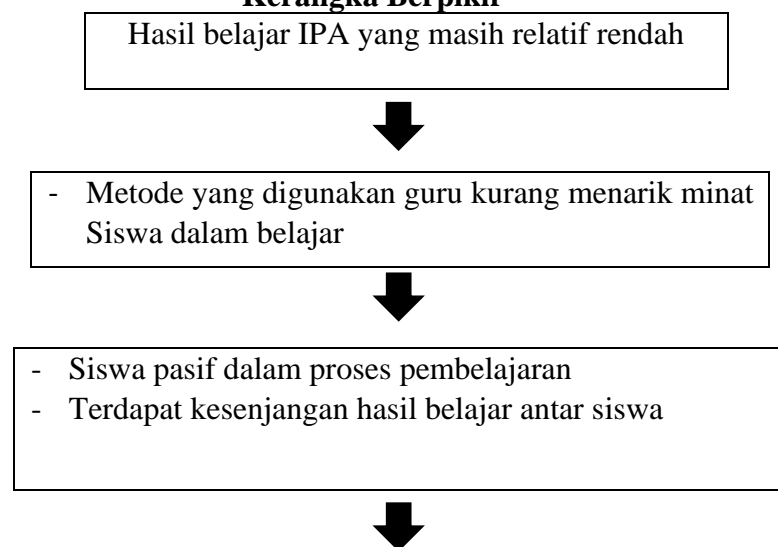 Kerangka Berpikir
Hasil belajar IPA yang masih relatif rendah
- Metode yang digunakan guru kurang menarik minat
Siswa dalam belajar
- Siswa pasif dalam proses pembelajaran
- Terdapat kesenjangan hasil belajar antar siswa